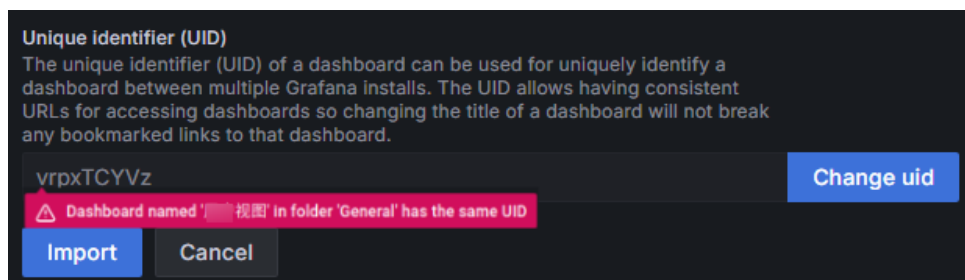 Unique identifier (UID)
The unique identifier (UID) of a dashboard can be used for uniquely identify a
dashboard between multiple Grafana installs. The UID allows having consistent
URLs for accessing dashboards so changing the title of a dashboard will not break
any bookmarked links to that dashboard.
vrpxTCYVz
Change uid
Dashboard named ' 视图' in folder 'General' has the same UID
Import
Cancel